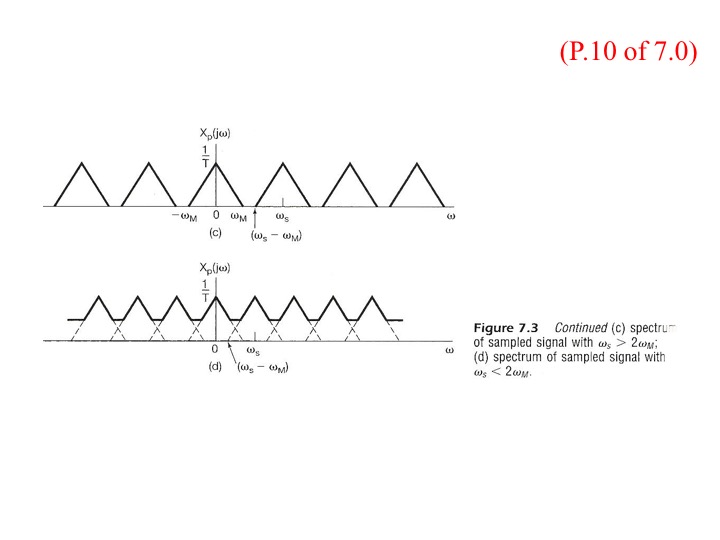 (P.10 of 7.0)
Xp(jω)
1
T
−ωM 0 ωM ωs ω
(c) (ωs − ωM)
Xp(jω)
1
T
0 ωs ω
(d) (ωs − ωM)
Figure 7.3 Continued (c) spectru
of sampled signal with ωs > 2ωM;
(d) spectrum of sampled signal with
ωs < 2ωM.